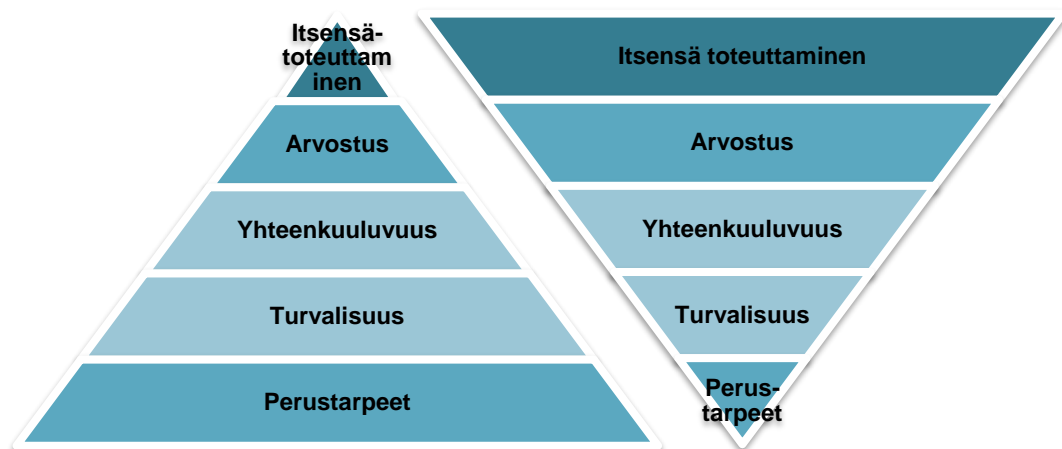 Itsensä-
toteuttam
inen
Arvostus
Yhteenkuuluvuus
Turvalisuus
Perustarpeet
Itsensä toteuttaminen
Arvostus
Yhteenkuuluvuus
Turvalisuus
Perus-
tarpeet